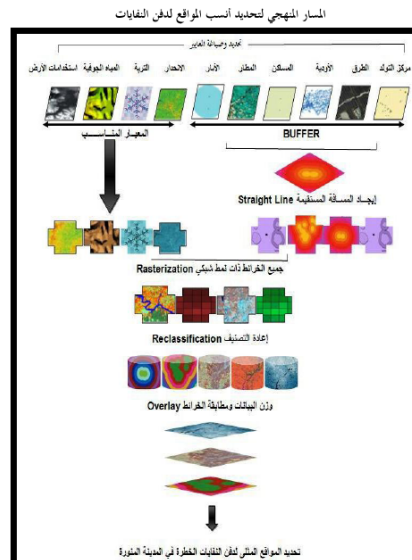 المسار المنهجي لتحديد أنسب المواقع لدفن النفايات
تحديد وصياغة المعايير
استخدامات الأرض المياه الجوفية التربة الانحدار الآبار المطار المساكن الأودية الطرق مركز التولد
المعيار المناسب
BUFFER
إيجاد المسافة المستقيمة Straight Line
جميع الخرائط ذات نمط شبكي Rasterization
إعادة التصنيف Reclassification
وزن البيانات ومطابقة الخرائط Overlay
تحديد المواقع المثلى لدفن النفايات الخطرة في المدينة المنورة